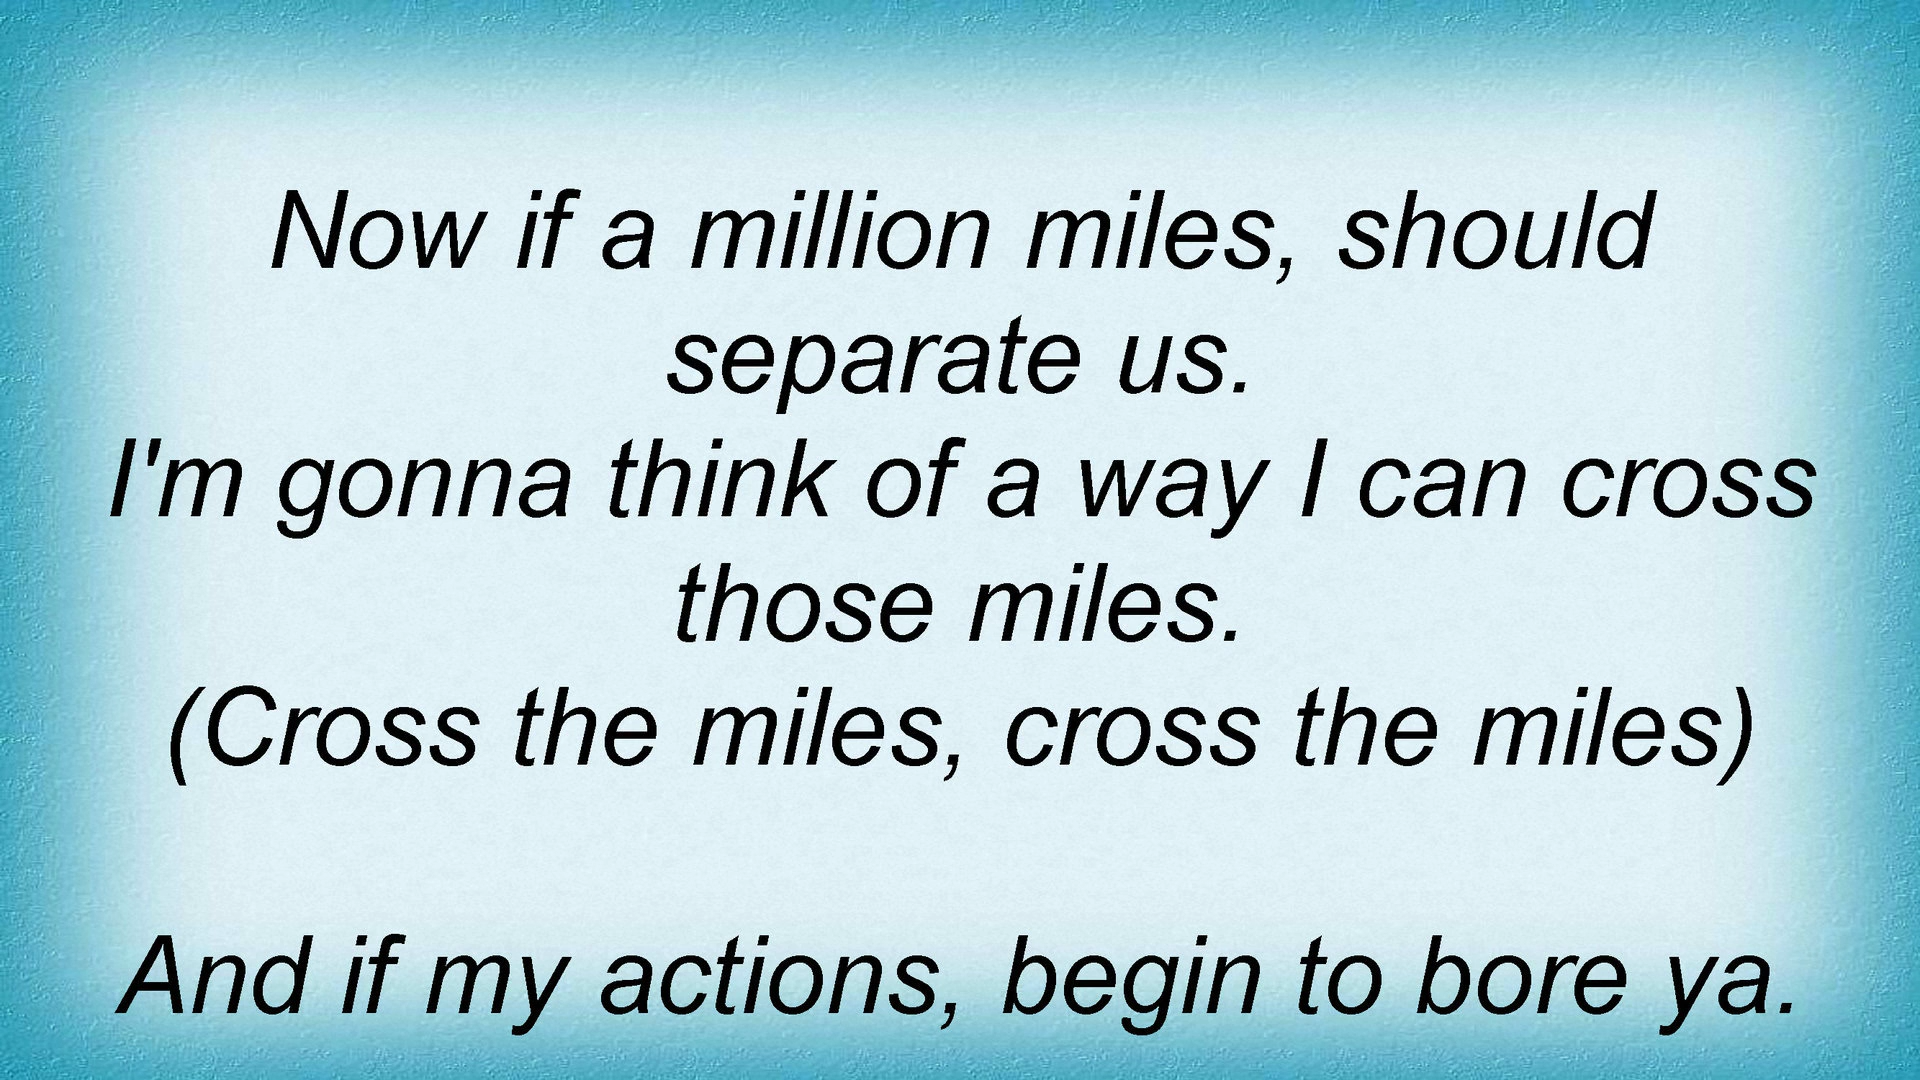 Now if a million miles, should
separate us.
I'm gonna think of a way I can cross
those miles.
(Cross the miles, cross the miles)
And if my actions, begin to bore ya.